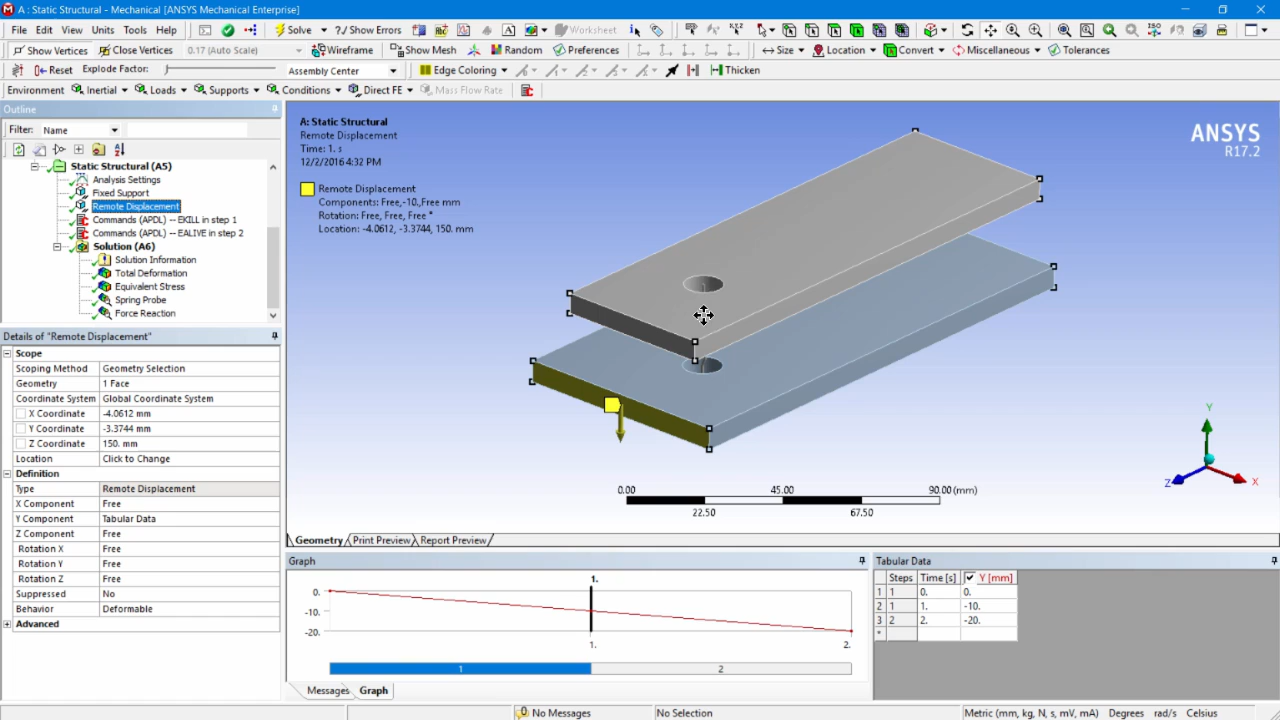 A : Static Structural - Mechanical [ANSYS Mechanical Enterprise]
File Edit View Units Tools Help Solve ?/ Show Errors Worksheet
Show Vertices Close Vertices 0.17 (Auto Scale) Wireframe Show Mesh Random Preferences Size Location Convert Miscellaneous Tolerances
Reset Explode Factor: Assembly Center Edge Coloring Thicken
Environment Inertial Loads Supports Conditions Direct FE Mass Flow Rate
Outline
Filter: Name
Static Structural (A5)
Analysis Settings
Fixed Support
Remote Displacement
Commands (APDL) -- EKILL in step 1
Commands (APDL) -- EALIVE in step 2
Solution (A6)
Solution Information
Total Deformation
Equivalent Stress
Spring Probe
Force Reaction
Details of "Remote Displacement"
Scope
Scoping Method Geometry Selection
Geometry 1 Face
Coordinate System Global Coordinate System
X Coordinate -4.0612 mm
Y Coordinate -3.3744 mm
Z Coordinate 150. mm
Location Click to Change
Definition
Type Remote Displacement
X Component Free
Y Component Tabular Data
Z Component Free
Rotation X Free
Rotation Y Free
Rotation Z Free
Suppressed No
Behavior Deformable
Advanced
A: Static Structural
Remote Displacement
Time: 1. s
12/2/2016 4:32 PM
Remote Displacement
Components: Free,-10.,Free mm
Rotation: Free, Free, Free °
Location: -4.0612, -3.3744, 150. mm
ANSYS
R17.2
Y
Z
X
0.00 45.00 90.00 (mm)
22.50 67.50
Geometry Print Preview Report Preview
Graph
1.
0.
-10.
-20.
1. 2.
1 2
Messages Graph
Tabular Data
Steps Time [s] Y [mm]
1 1 0. 0.
2 1 1. -10.
3 2 2. -20.
*
0 No Messages No Selection Metric (mm, kg, N, s, mV, mA) Degrees rad/s Celsius